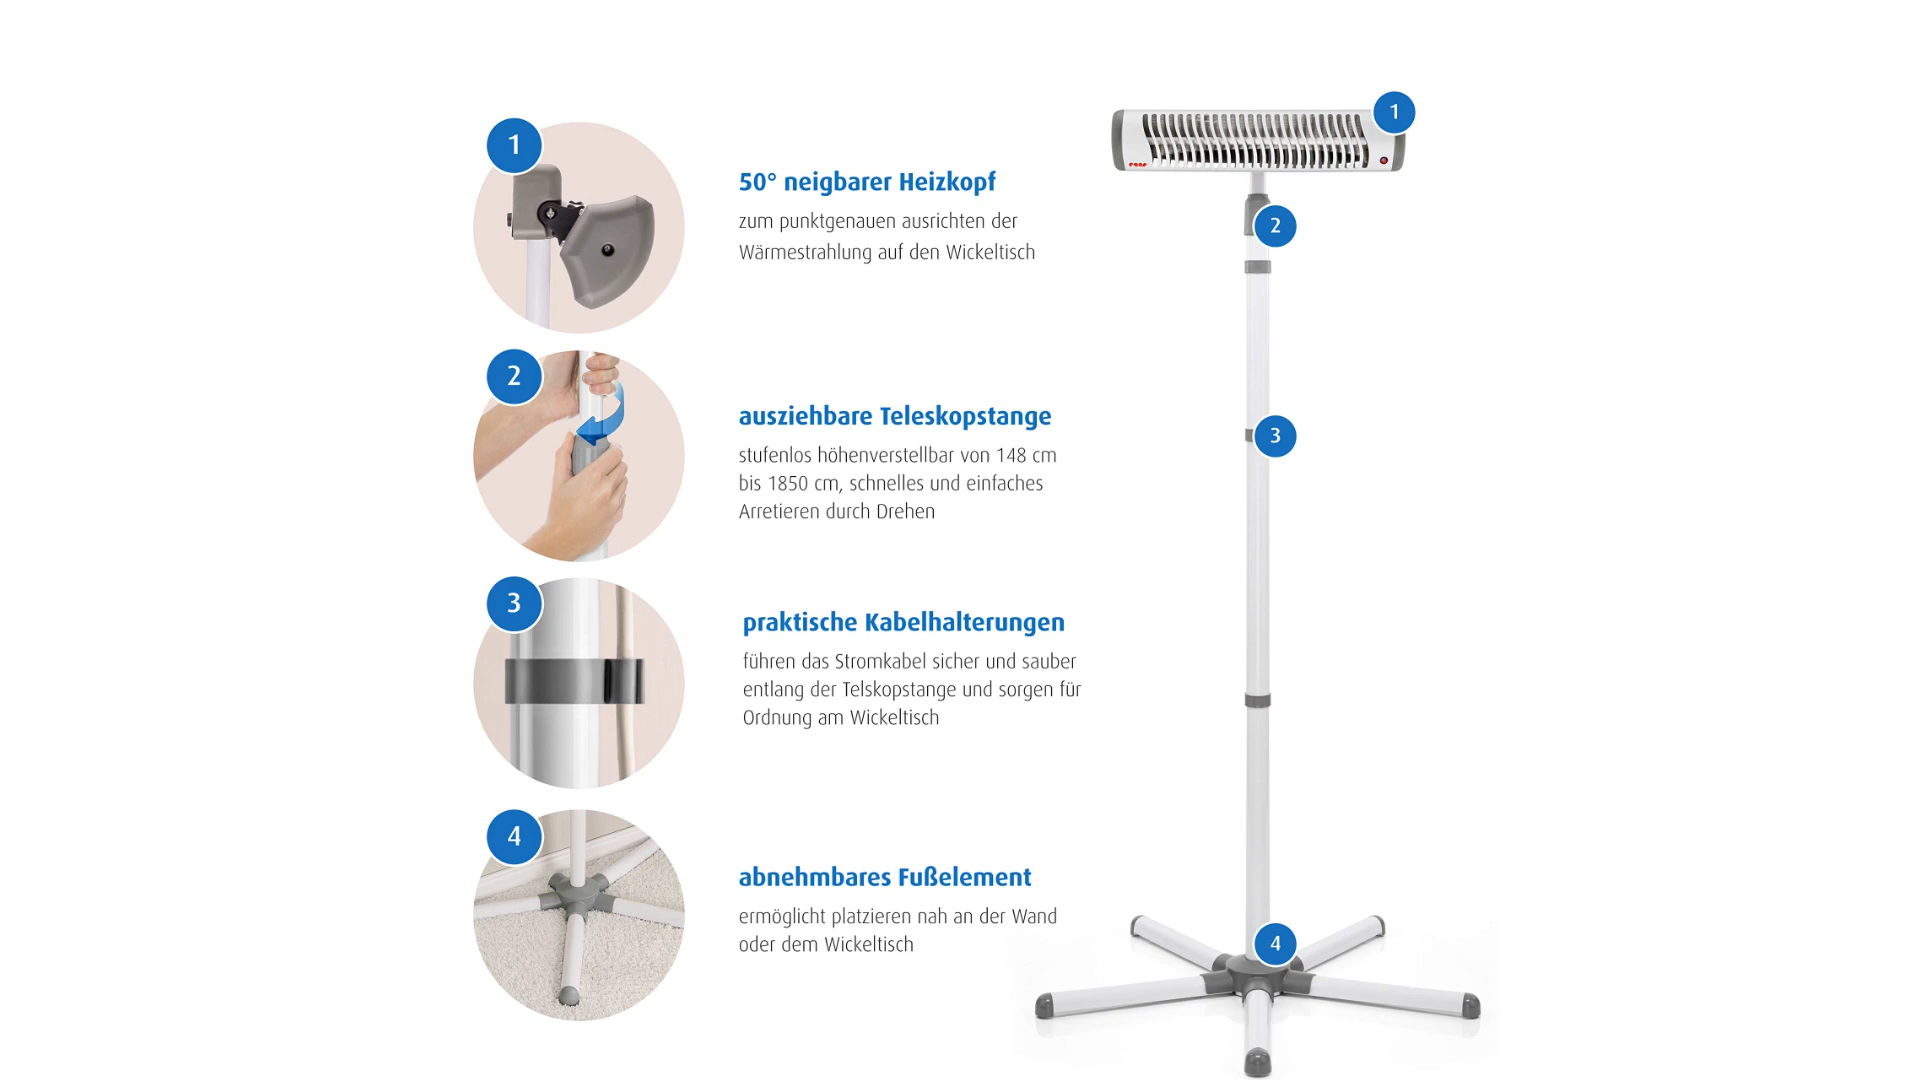 1
50° neigbarer Heizkopf
zum punktgenauen ausrichten der
Wärmestrahlung auf den Wickeltisch
2
ausziehbare Teleskopstange
stufenlos höhenverstellbar von 148 cm
bis 1850 cm, schnelles und einfaches
Arretieren durch Drehen
3
praktische Kabelhalterungen
führen das Stromkabel sicher und sauber
entlang der Telskopstange und sorgen für
Ordnung am Wickeltisch
4
abnehmbares Fußelement
ermöglicht platzieren nah an der Wand
oder dem Wickeltisch
1
reer
2
3
4